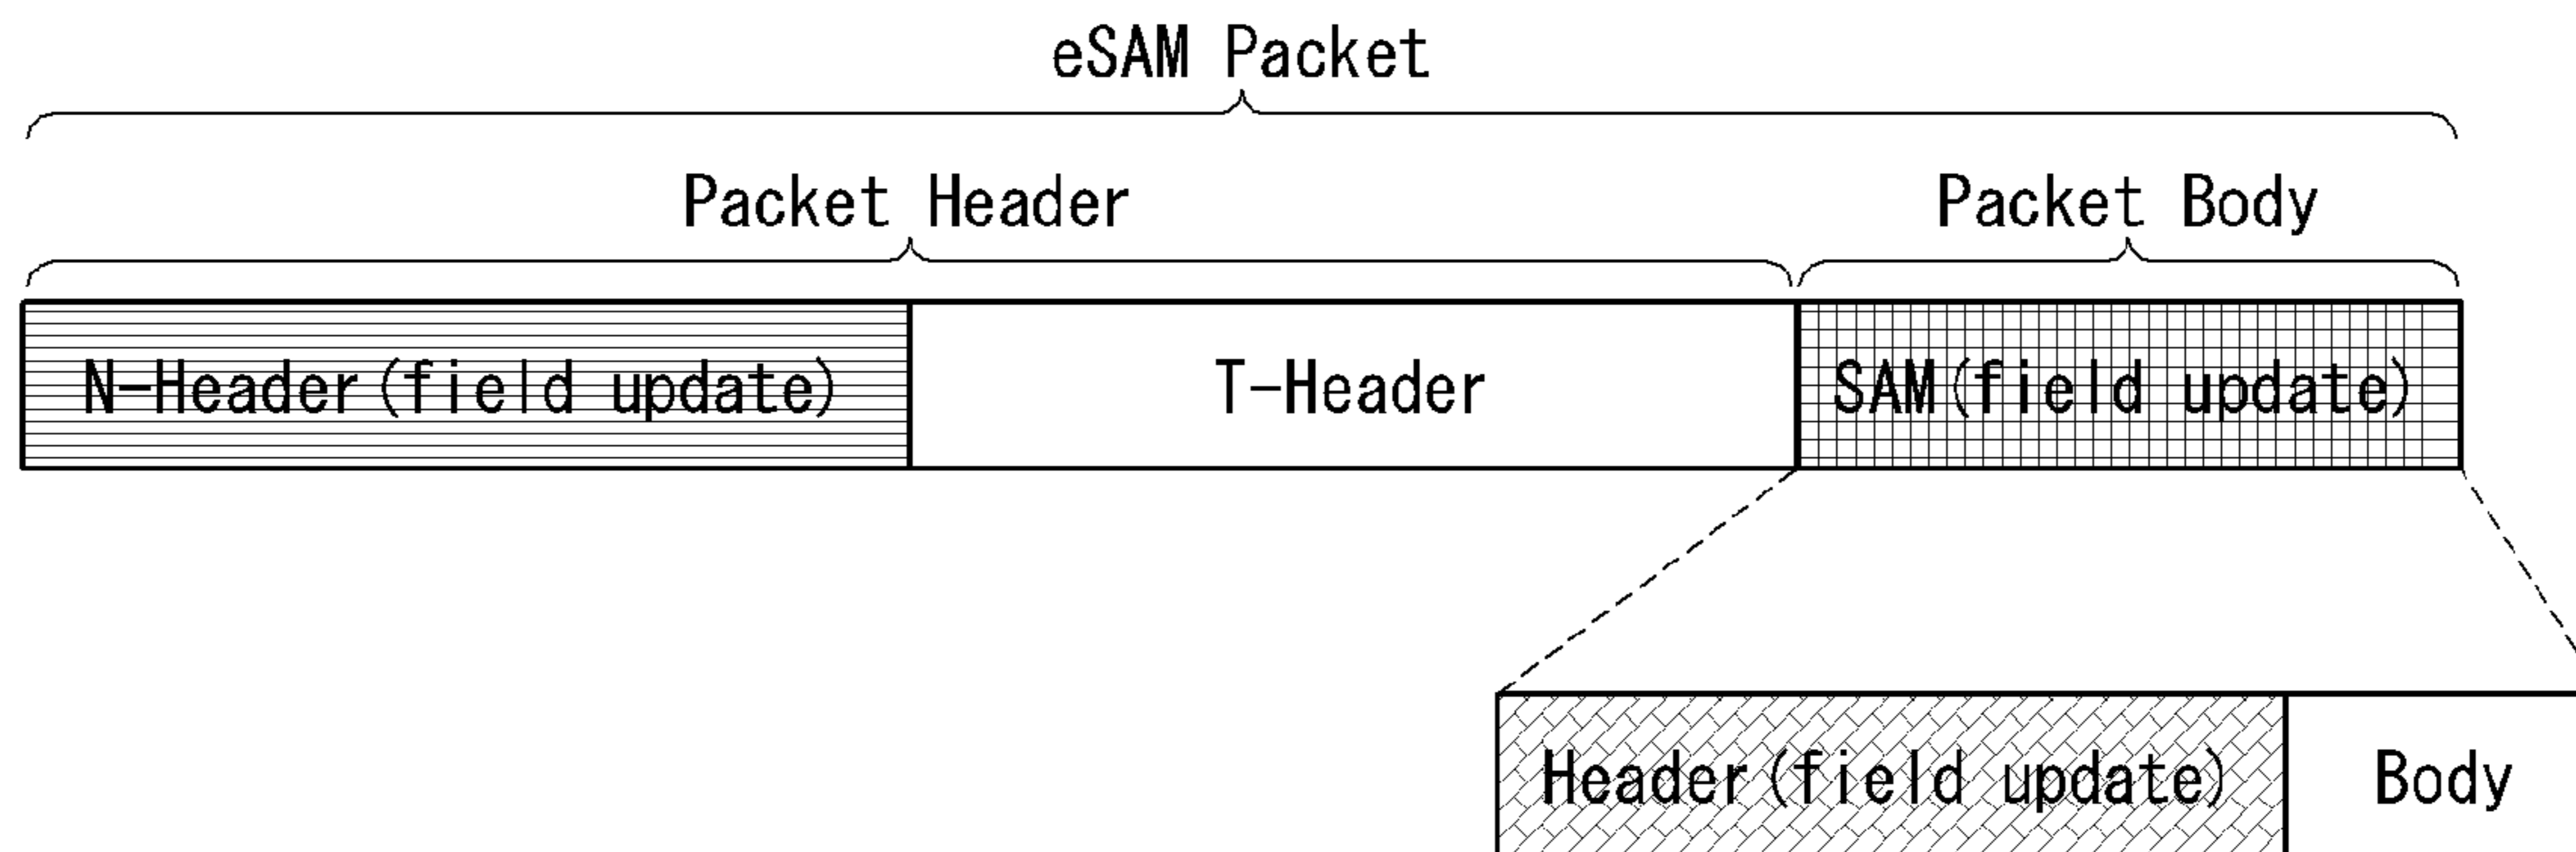 eSAM Packet
Packet Header
Packet Body
N-Header(field update)
T-Header
SAM(field update)
Header(field update)
Body